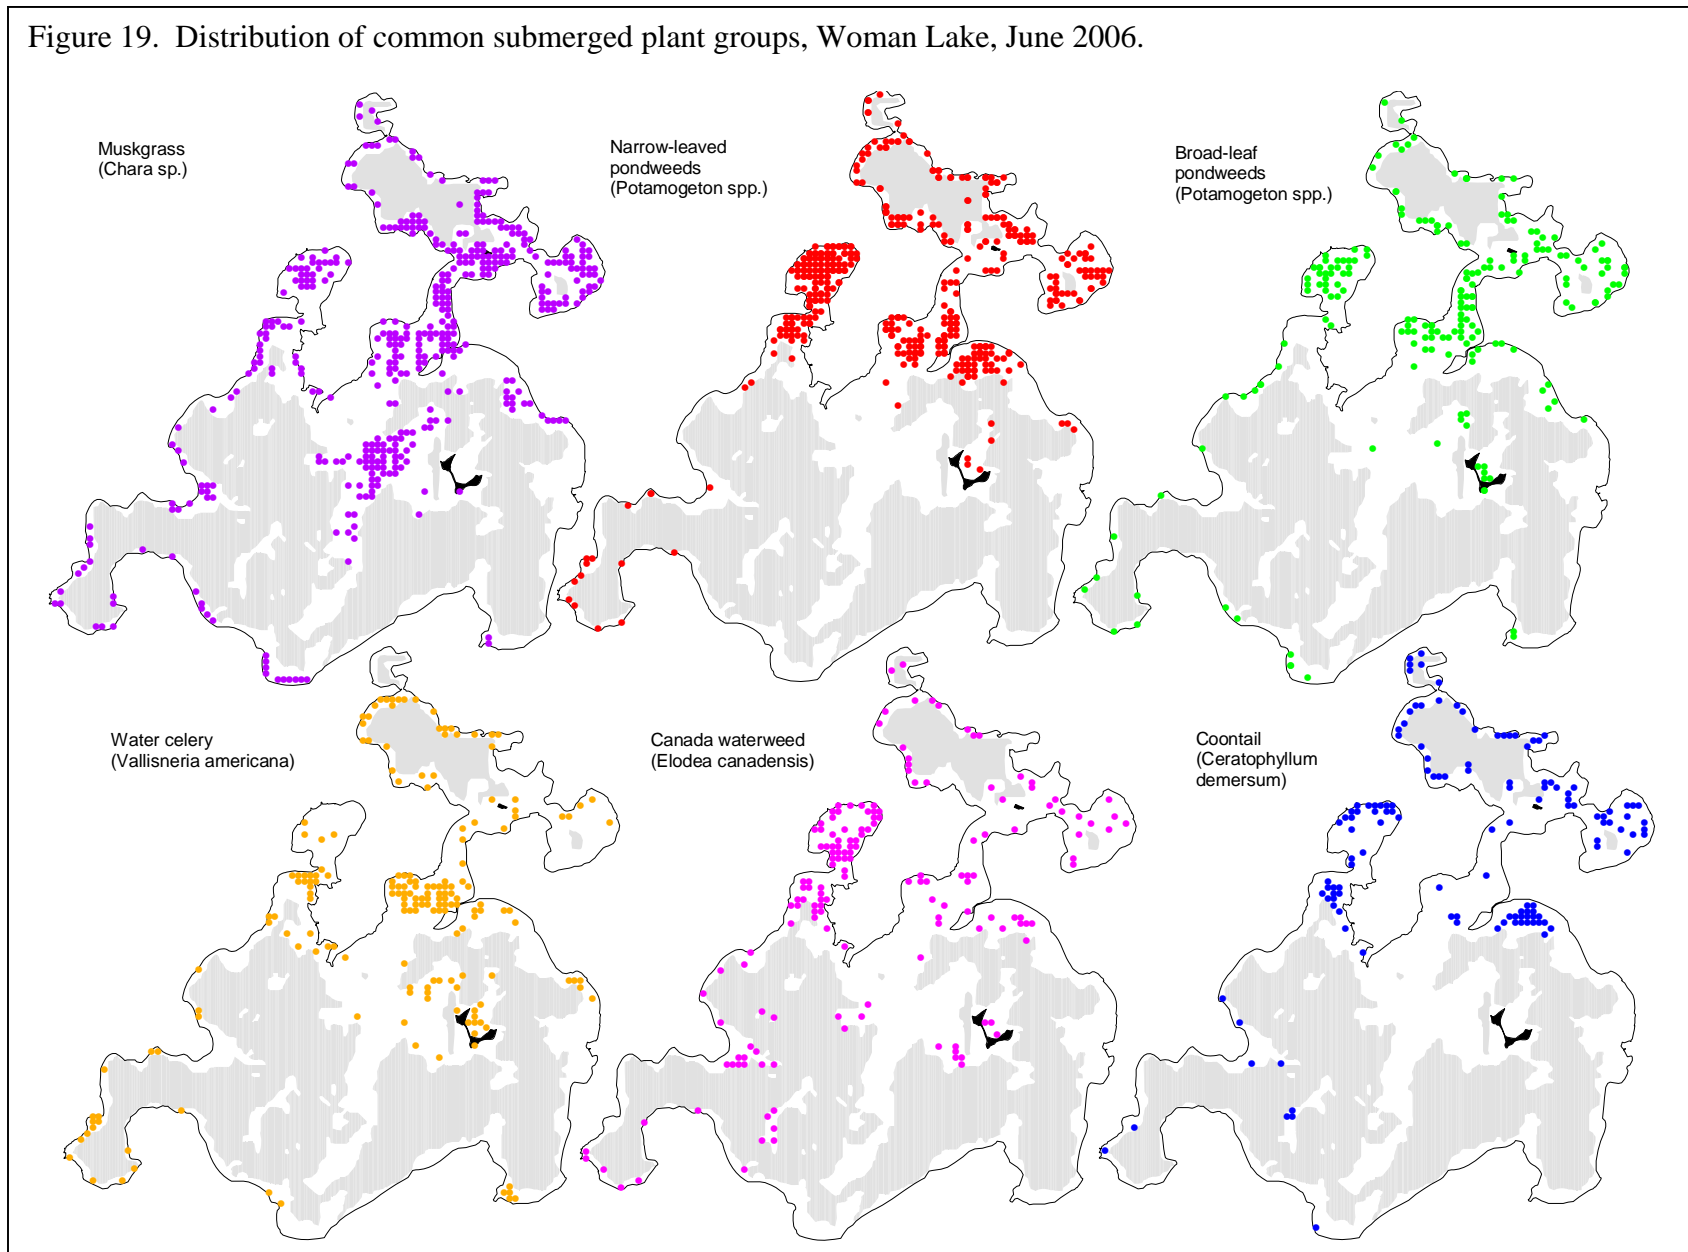 Figure 19.  Distribution of common submerged plant groups, Woman Lake, June 2006.
Muskgrass
(Chara sp.)
Narrow-leaved
pondweeds
(Potamogeton spp.)
Broad-leaf
pondweeds
(Potamogeton spp.)
Water celery
(Vallisneria americana)
Canada waterweed
(Elodea canadensis)
Coontail
(Ceratophyllum
demersum)